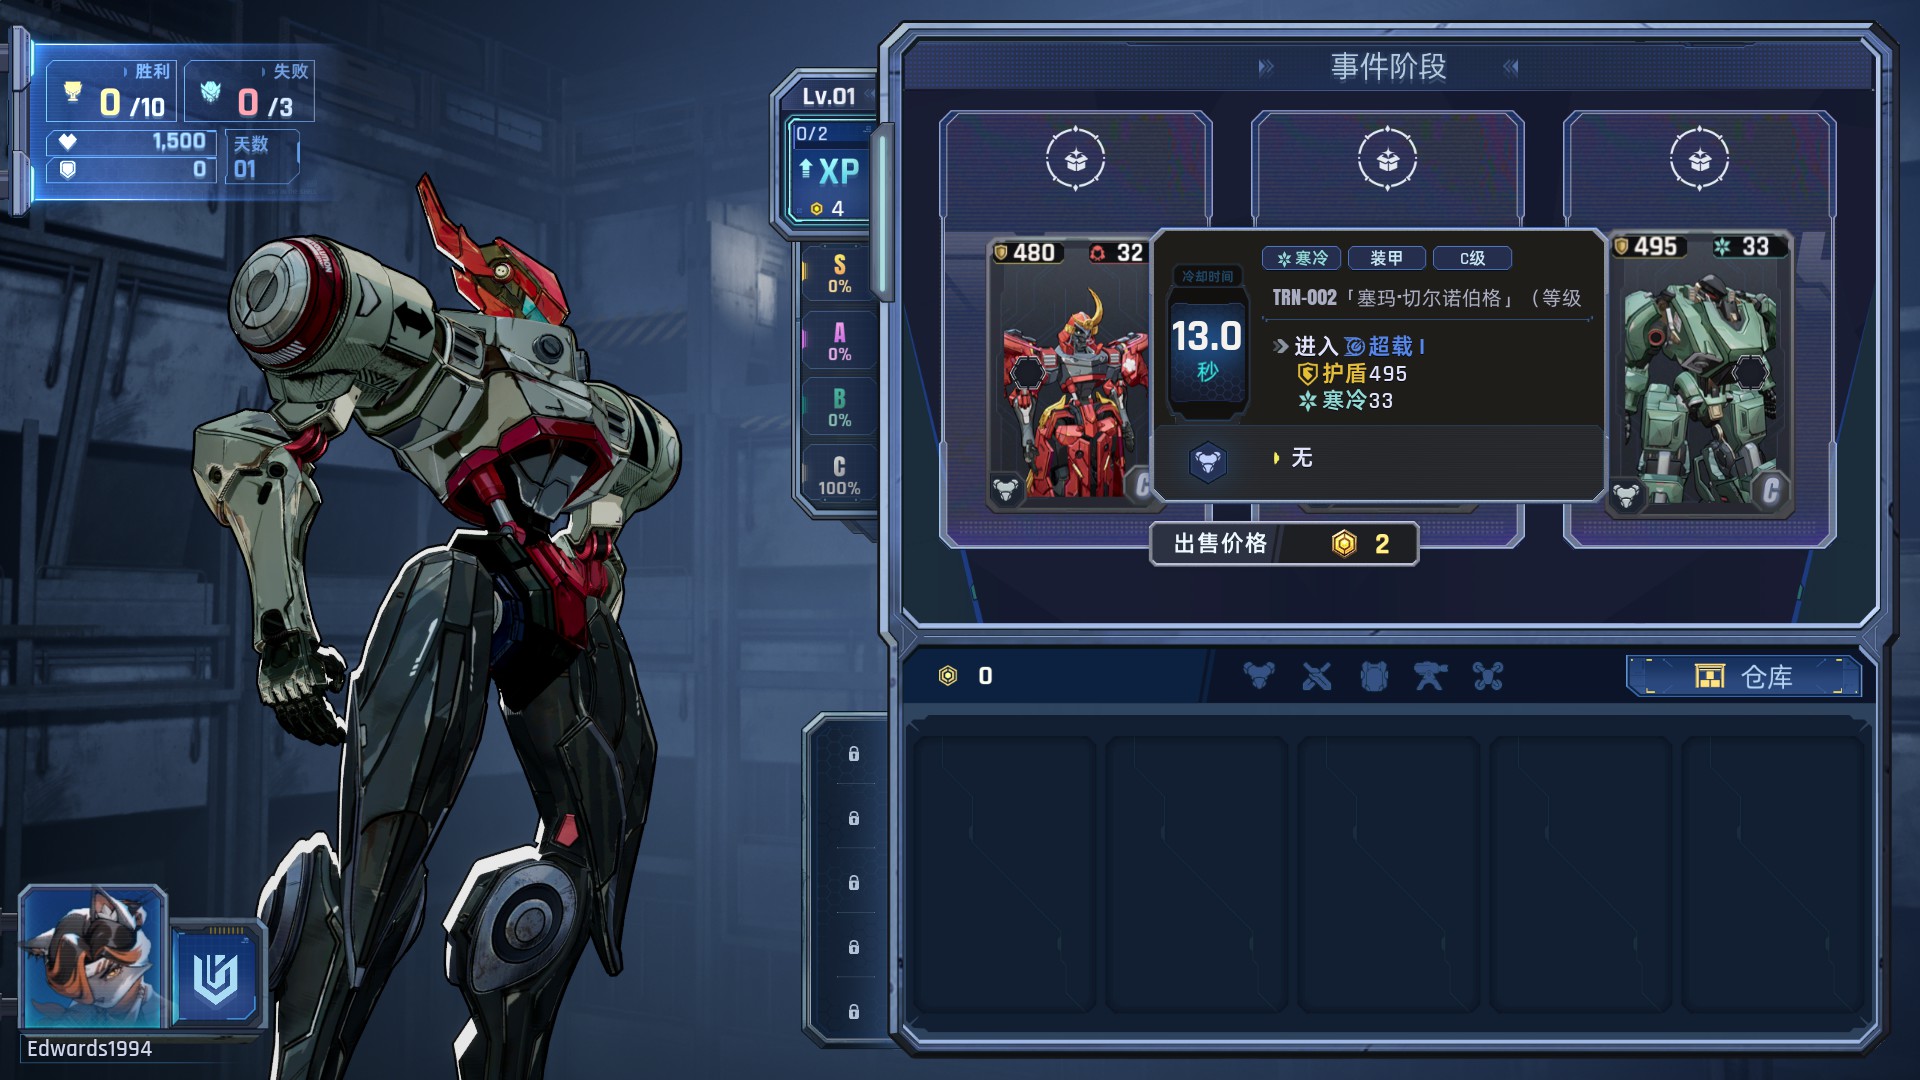 胜利
0 /10
失败
0 /3
1,500
0
天数
01
Lv.01
0/2
XP
4
S
0%
A
0%
B
0%
C
100%
事件阶段
480
32
C
冷却时间
13.0
秒
寒冷
装甲
C级
TRN-002「塞玛·切尔诺伯格」（等级
进入 超载 I
护盾495
寒冷33
无
出售价格
2
495
33
C
0
仓库
Edwards1994